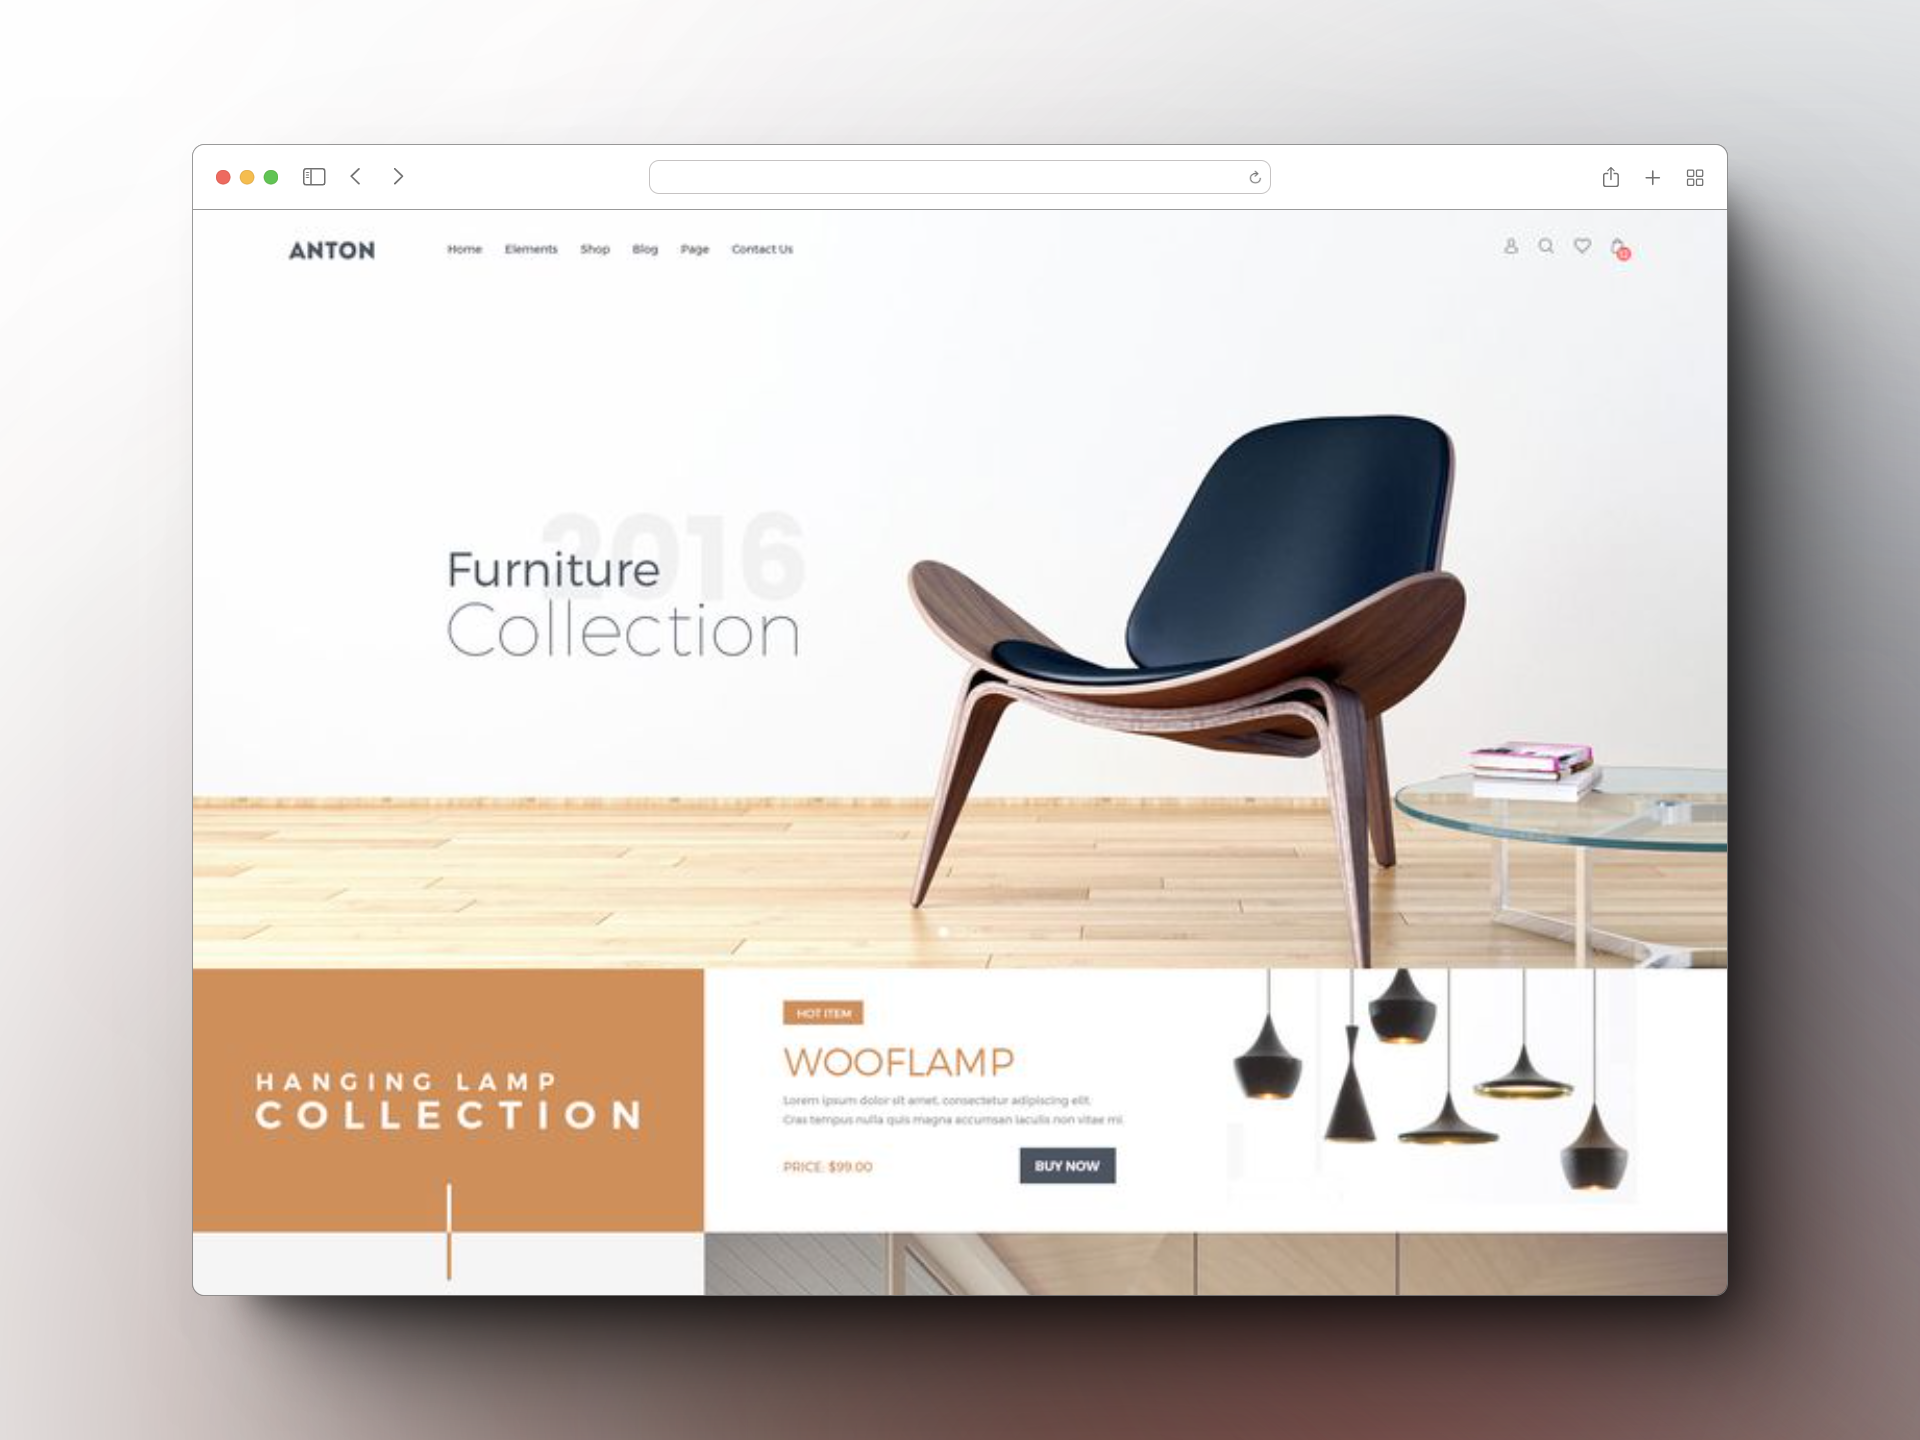 ANTON
Home Elements Shop Blog Page Contact Us
2016
Furniture
Collection
HANGING LAMP
COLLECTION
HOT ITEM
WOOFLAMP
Lorem ipsum dolor sit amet, consectetur adipiscing elit.
Cras tempus nulla quis magna accumsan iaculis non vitae mi.
PRICE: $99.00
BUY NOW